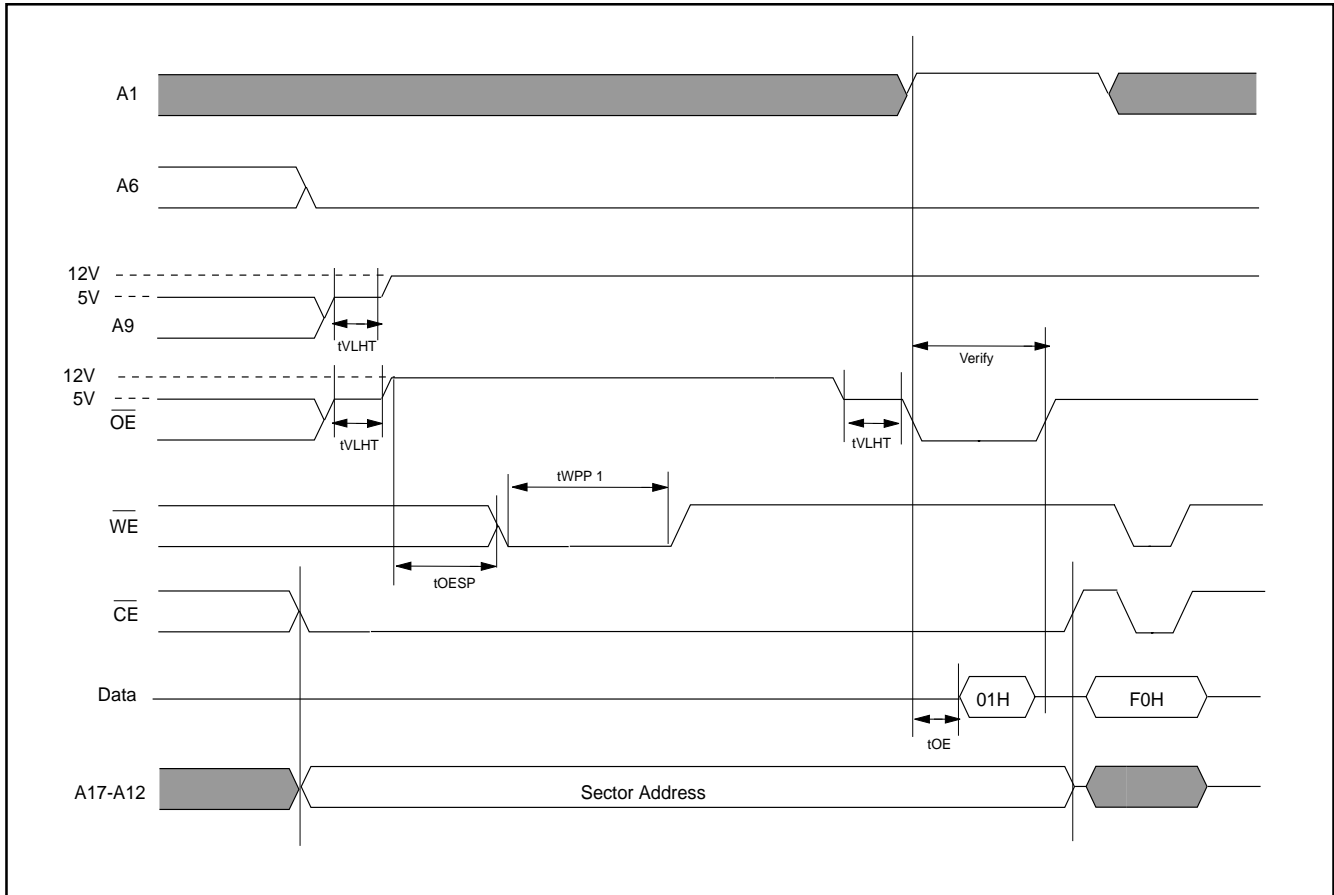 A1
A6
12V
5V
A9
tVLHT
Verify
12V
5V
OE
tVLHT
tVLHT
tWPP 1
WE
tOESP
CE
Data
01H
F0H
tOE
A17-A12
Sector Address